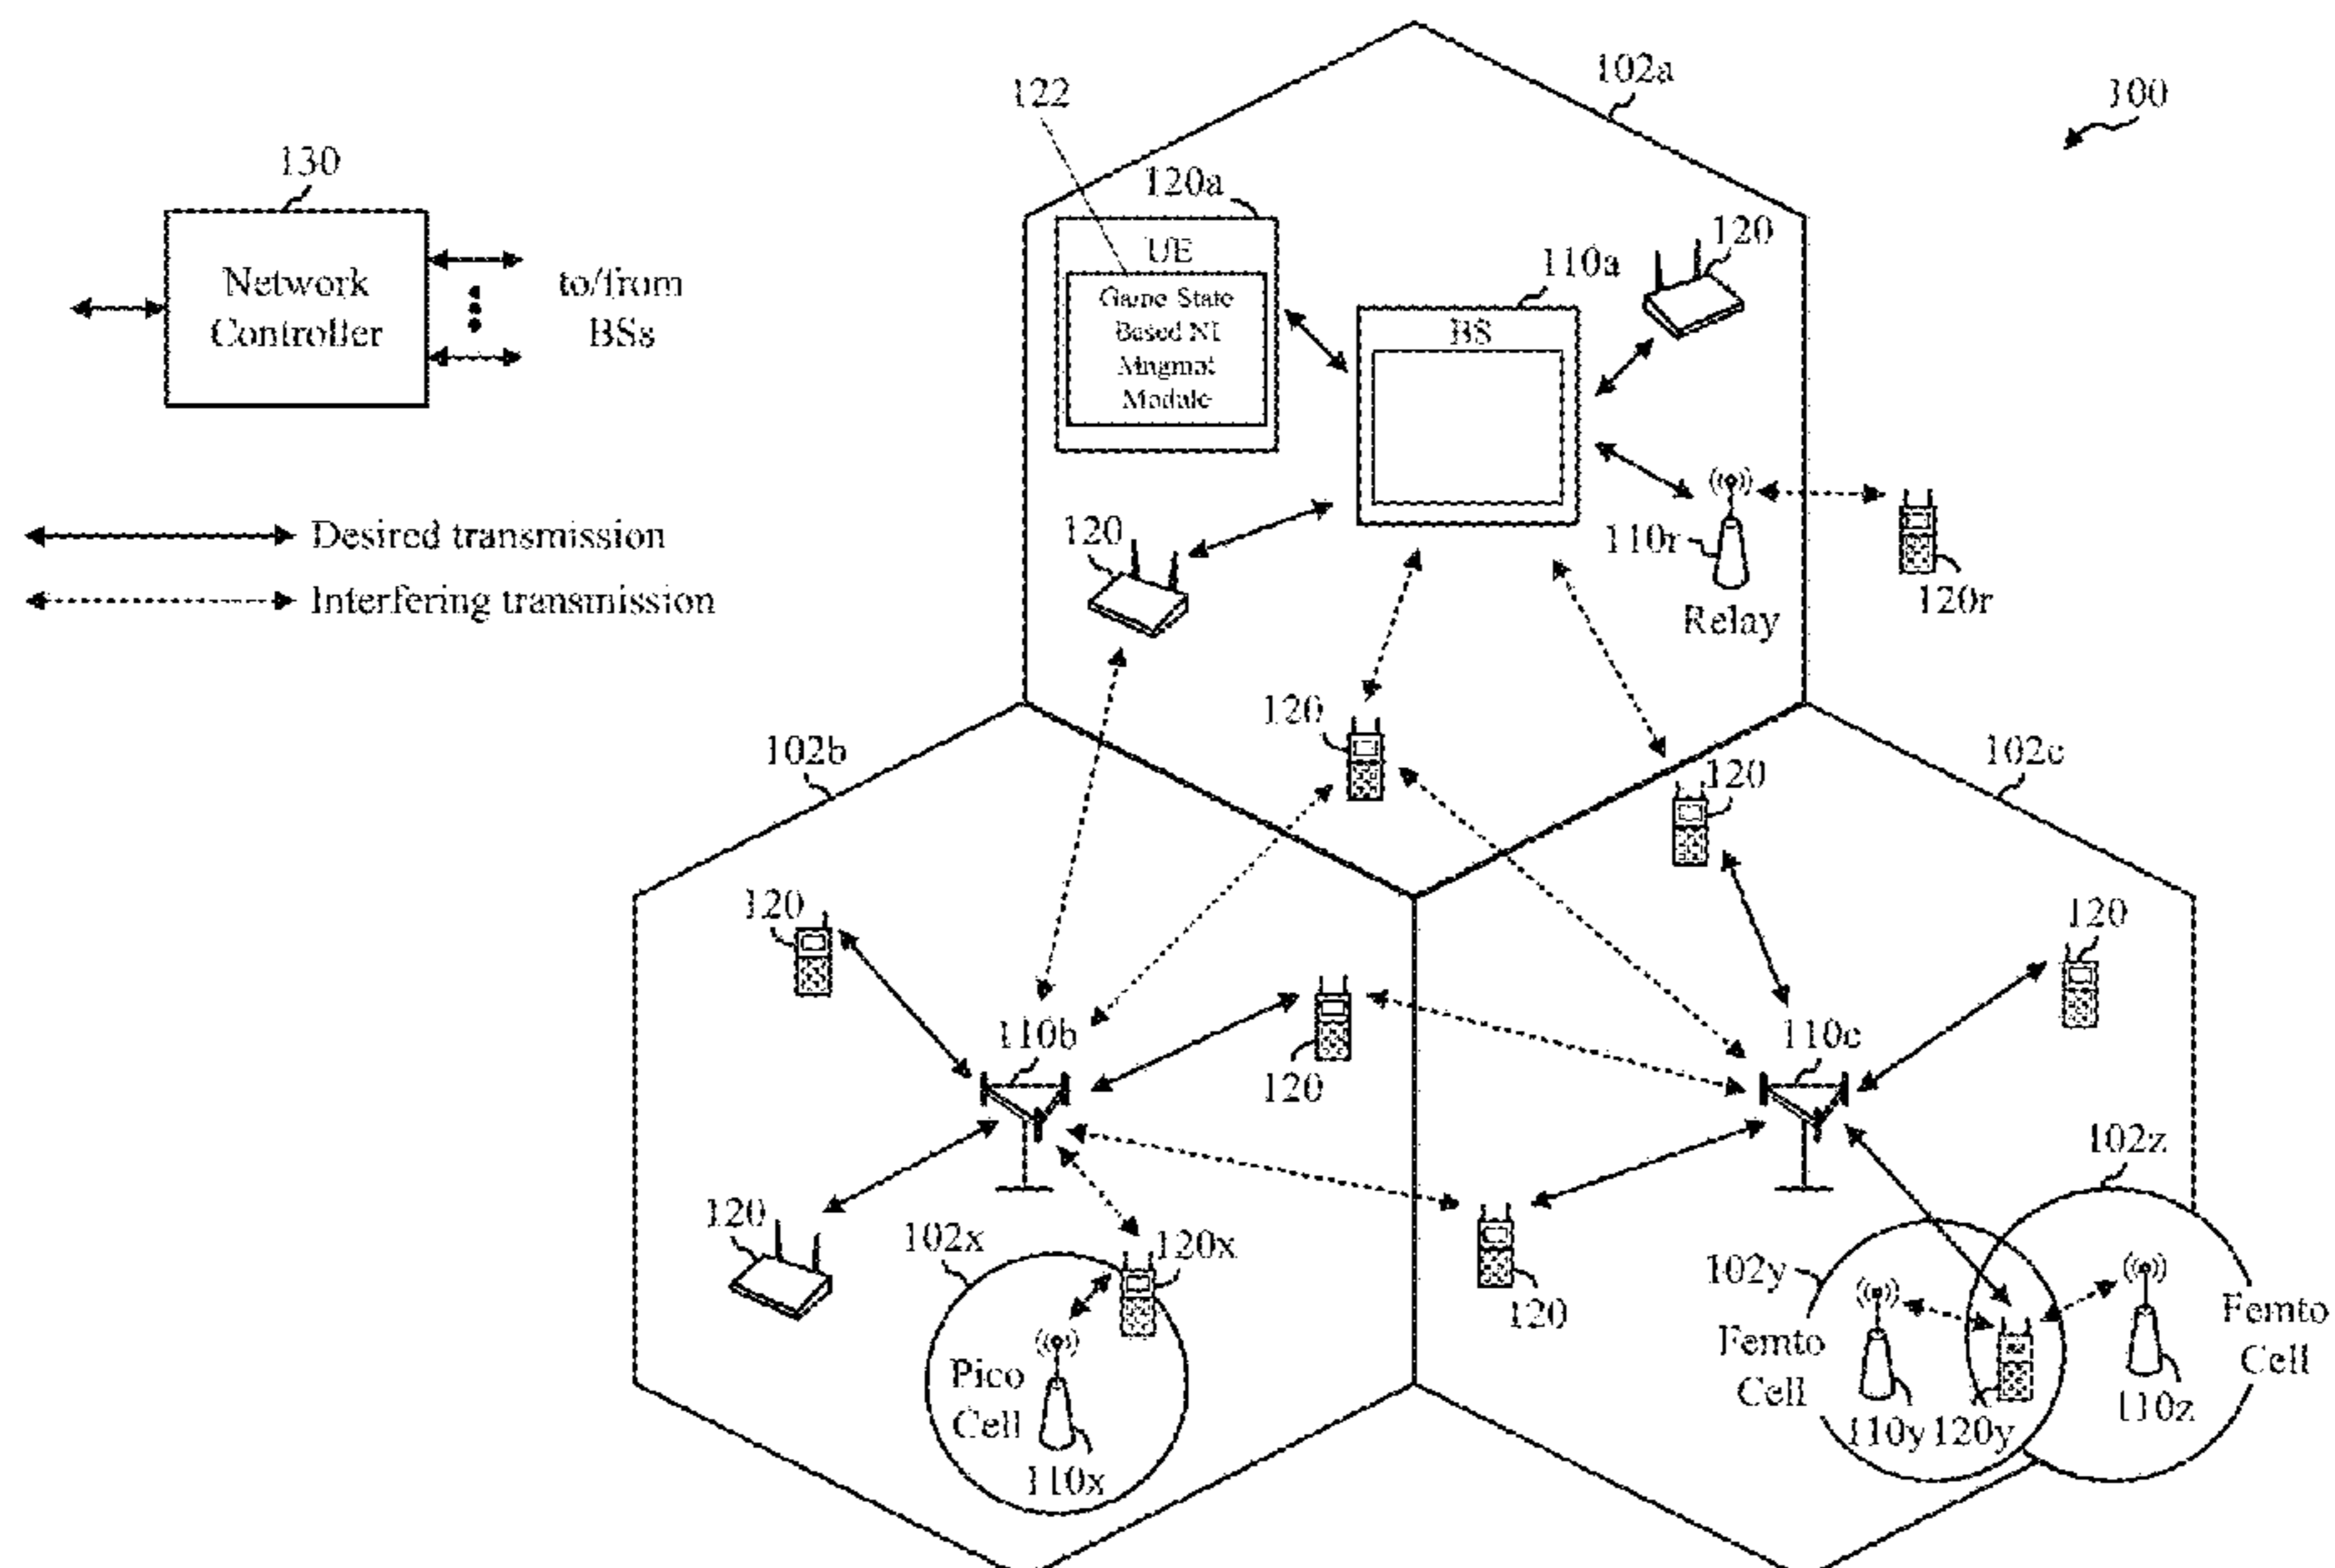 100
102a
122
130
120a
120
110a
Network
Controller
to/from
BSs
UE
Game State
Based NI
Mngmnt
Module
BS
Desired transmission
Interfering transmission
120
110r
Relay
120r
120
102b
102c
120
120
120
110b
120
110c
102z
120
102x
120x
120
102y
Femto
Cell
Femto
Cell
Pico
Cell
110x
110y
120y
110z